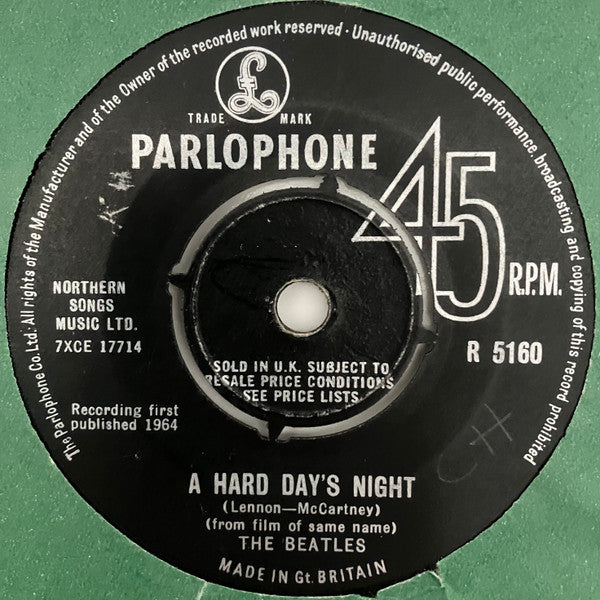 The Parlophone Co.Ltd: All rights of the Manufacturer and of the Owner of the recorded work reserved · Unauthorised public performance, broadcasting and copying of this record prohibited
£
TRADE MARK
PARLOPHONE
45
R.P.M.
NORTHERN
SONGS
MUSIC LTD.
7XCE 17714
R 5160
SOLD IN U.K. SUBJECT TO
RESALE PRICE CONDITIONS,
SEE PRICE LISTS
Recording first
published 1964
CH
A HARD DAY'S NIGHT
(Lennon—McCartney)
(from film of same name)
THE BEATLES
MADE IN Gt. BRITAIN